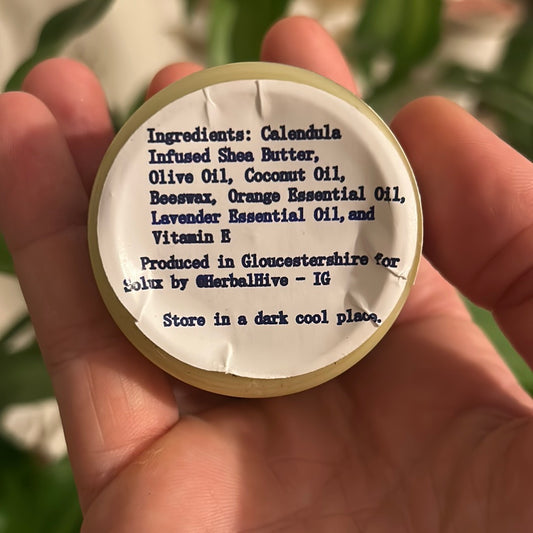 Ingredients: Calendula
Infused Shea Butter,
Olive Oil, Coconut Oil,
Beeswax, Orange Essential Oil,
Lavender Essential Oil, and
Vitamin E
Produced in Gloucestershire for
Solux by @HerbalHive - IG
Store in a dark cool place.